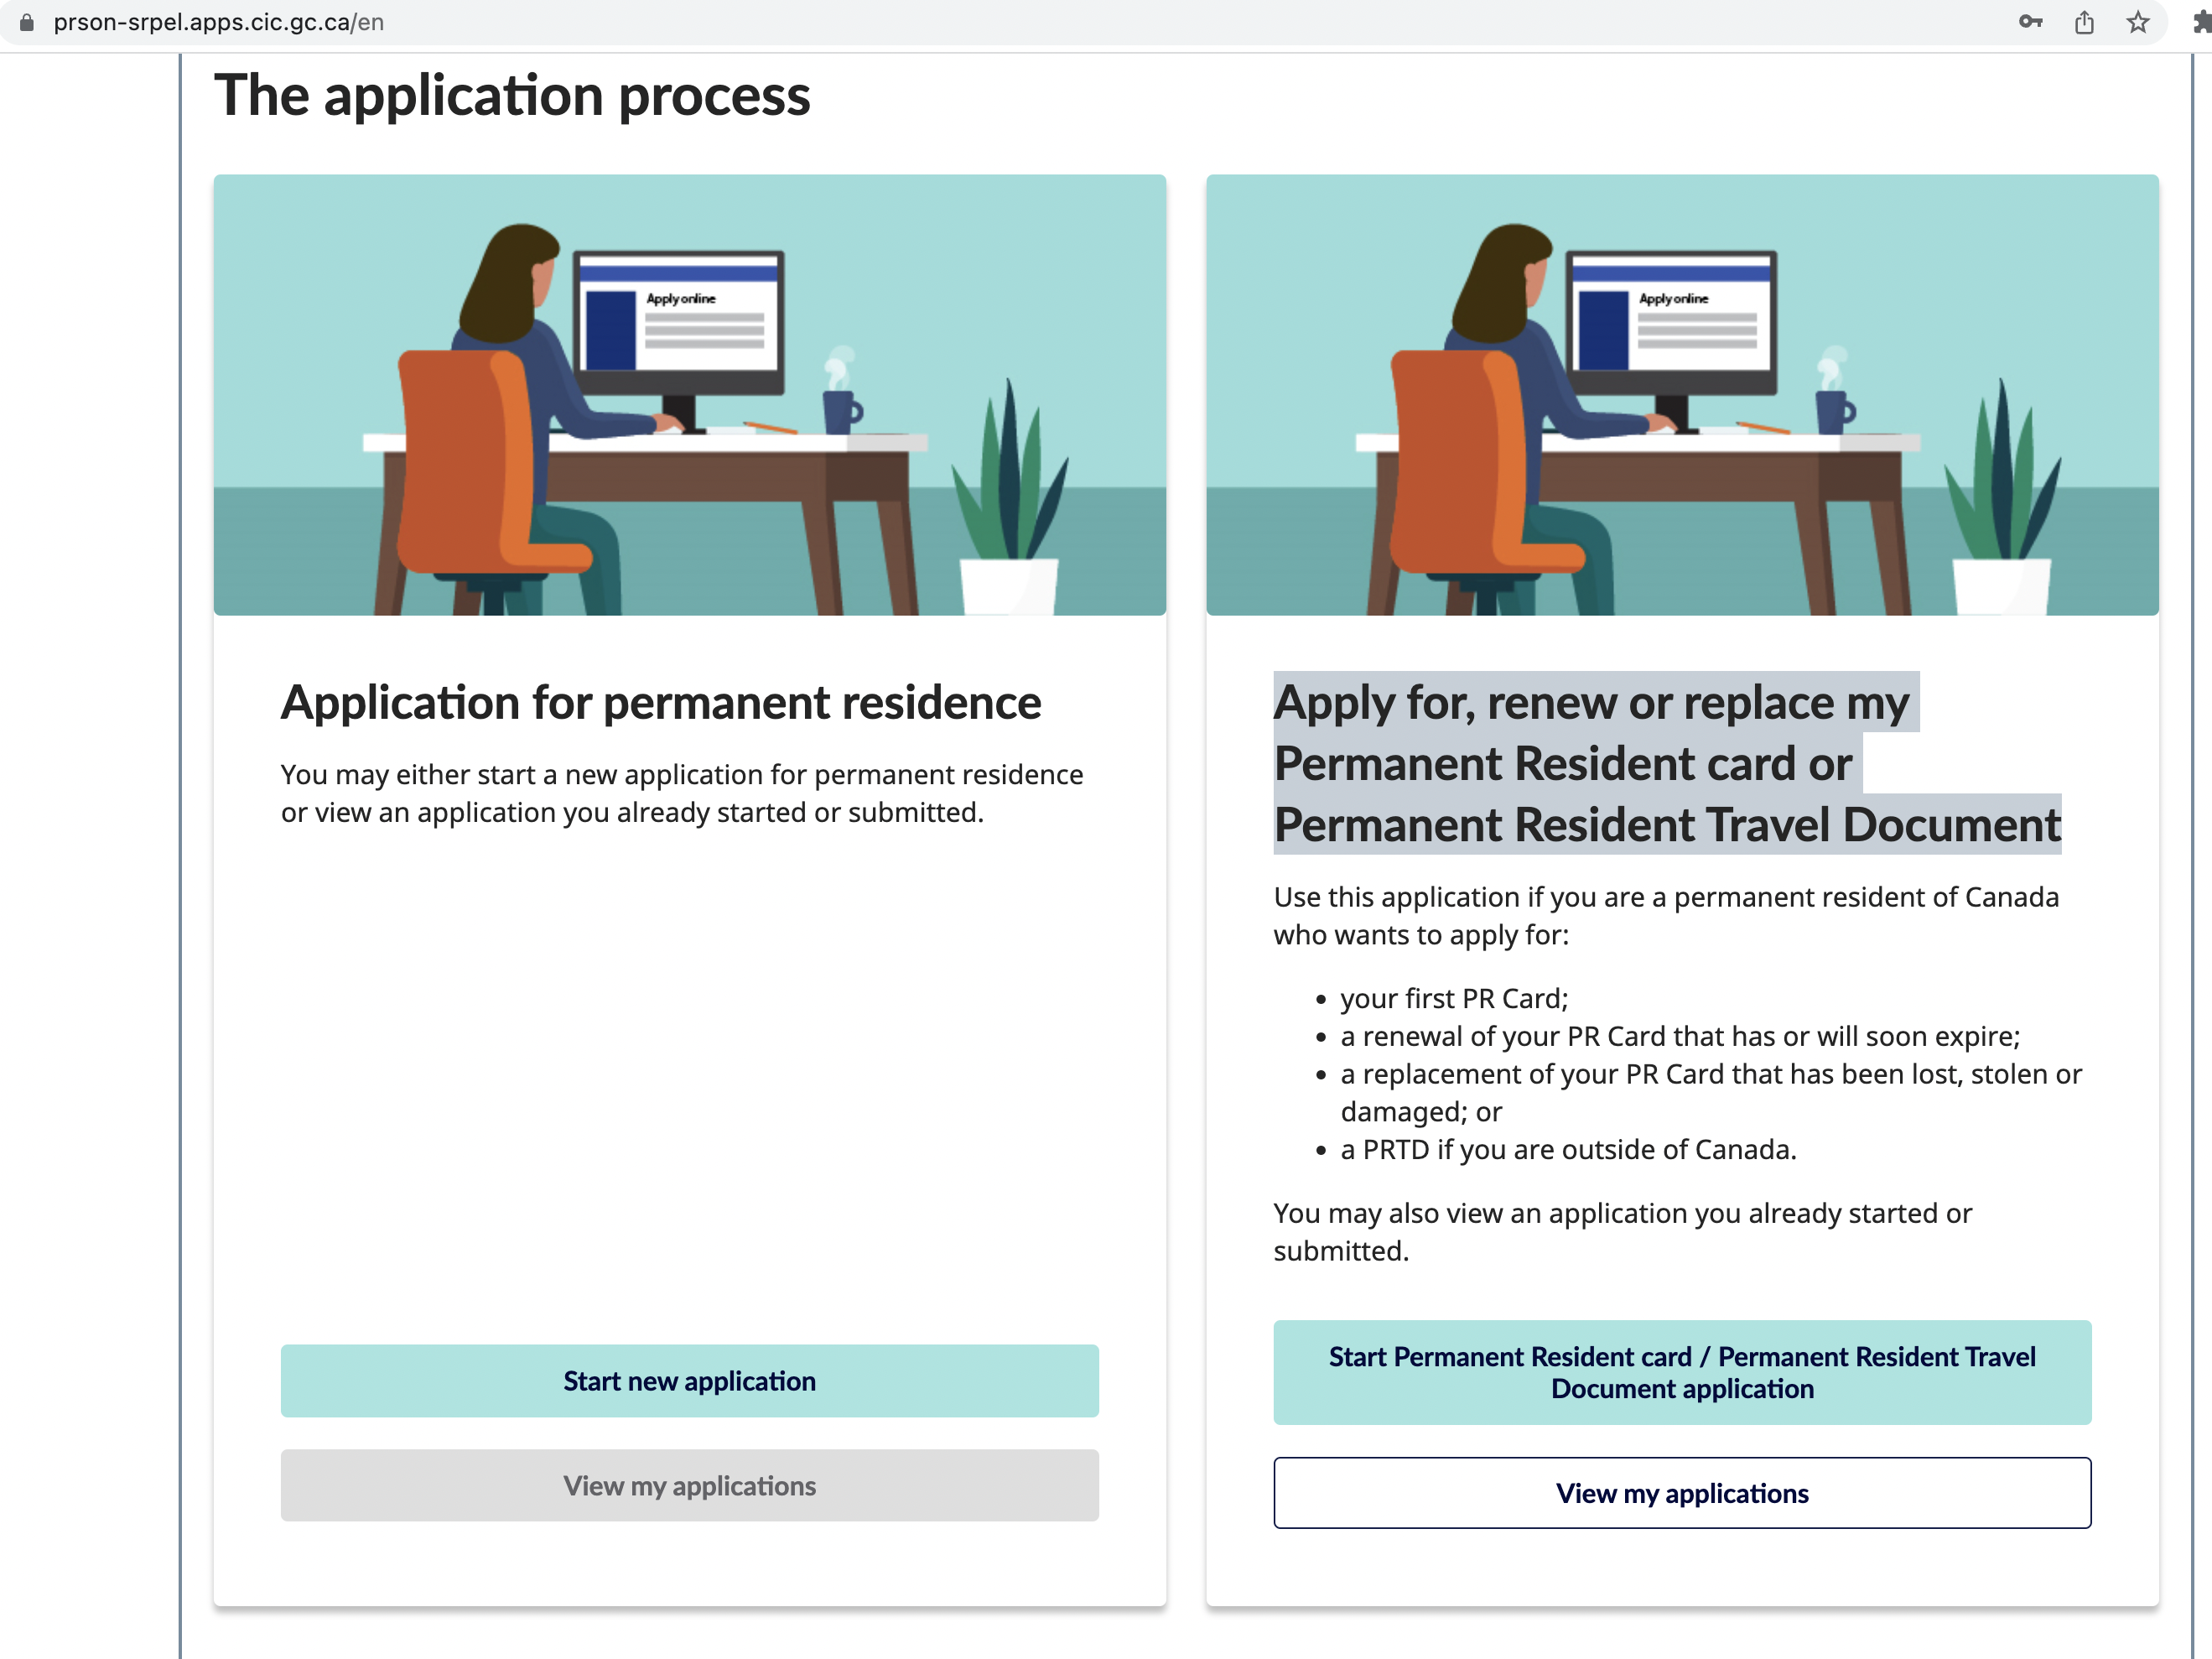 prson-srpel.apps.cic.gc.ca/en
The application process
Apply online
Apply online
Application for permanent residence
You may either start a new application for permanent residence
or view an application you already started or submitted.
Start new application
View my applications
Apply for, renew or replace my
Permanent Resident card or
Permanent Resident Travel Document
Use this application if you are a permanent resident of Canada
who wants to apply for:
• your first PR Card;
• a renewal of your PR Card that has or will soon expire;
• a replacement of your PR Card that has been lost, stolen or
damaged; or
• a PRTD if you are outside of Canada.
You may also view an application you already started or
submitted.
Start Permanent Resident card / Permanent Resident Travel
Document application
View my applications